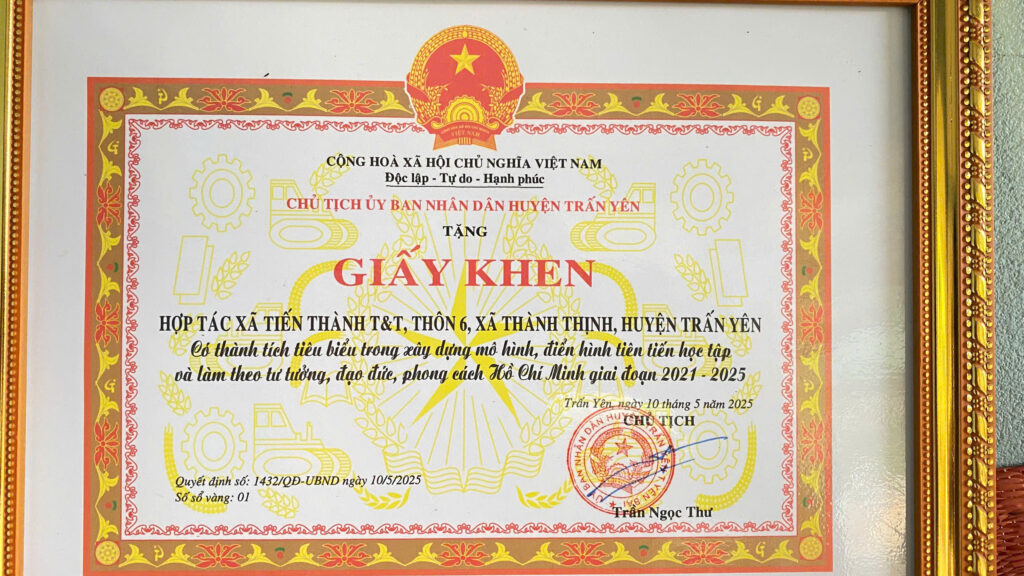 VIỆT NAM
CỘNG HOÀ XÃ HỘI CHỦ NGHĨA VIỆT NAM
Độc lập - Tự do - Hạnh phúc
CHỦ TỊCH ỦY BAN NHÂN DÂN HUYỆN TRẤN YÊN
TẶNG
GIẤY KHEN
HỢP TÁC XÃ TIẾN THÀNH T&T, THÔN 6, XÃ THÀNH THỊNH, HUYỆN TRẤN YÊN
Có thành tích tiêu biểu trong xây dựng mô hình, điển hình tiên tiến học tập
và làm theo tư tưởng, đạo đức, phong cách Hồ Chí Minh giai đoạn 2021 - 2025
Trấn Yên, ngày 10 tháng 5 năm 2025
CHỦ TỊCH
Quyết định số: 1432/QĐ-UBND ngày 10/5/2025
Số sổ vàng: 01
Trần Ngọc Thư